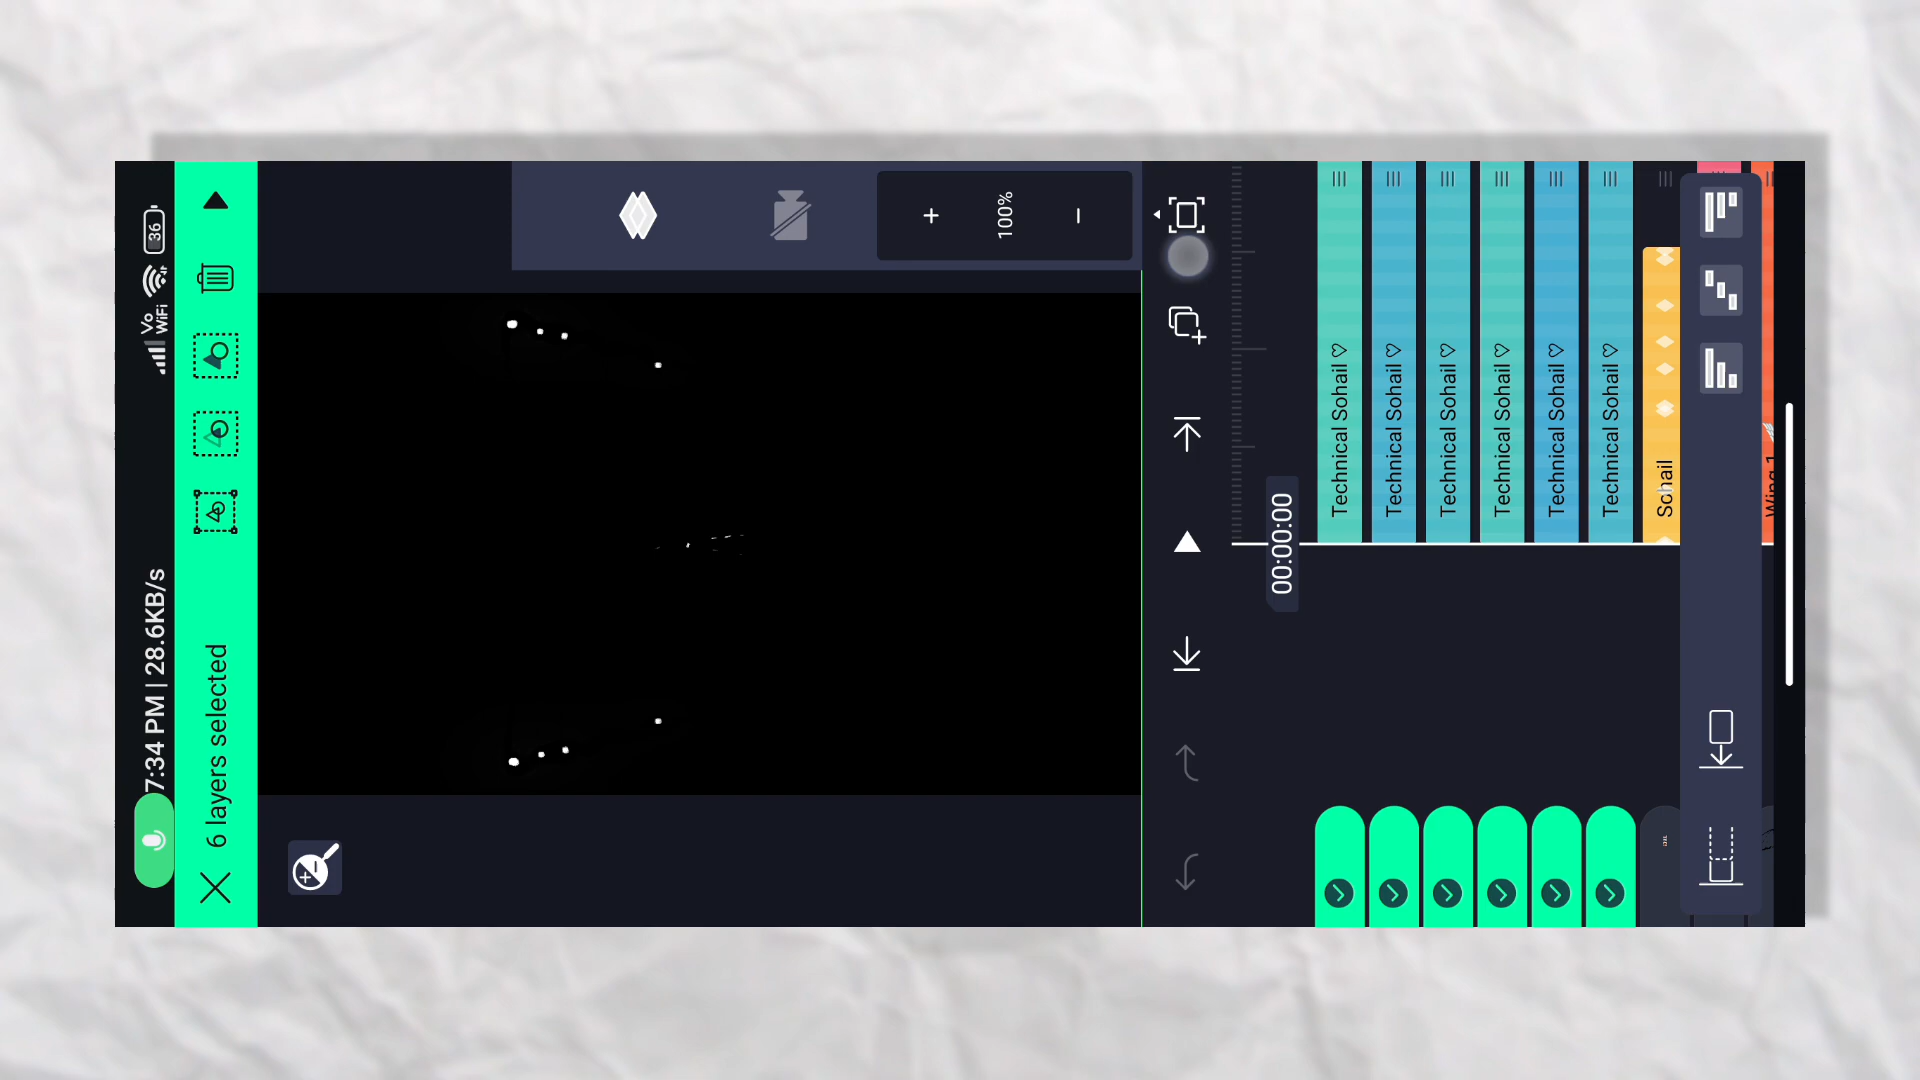 7:34 PM | 28.6KB/s
Vo
WiFi
36
6 layers selected
100%
00:00:00
Technical Sohail ♡
Technical Sohail ♡
Technical Sohail ♡
Technical Sohail ♡
Technical Sohail ♡
Technical Sohail ♡
Sohail
Wing 1